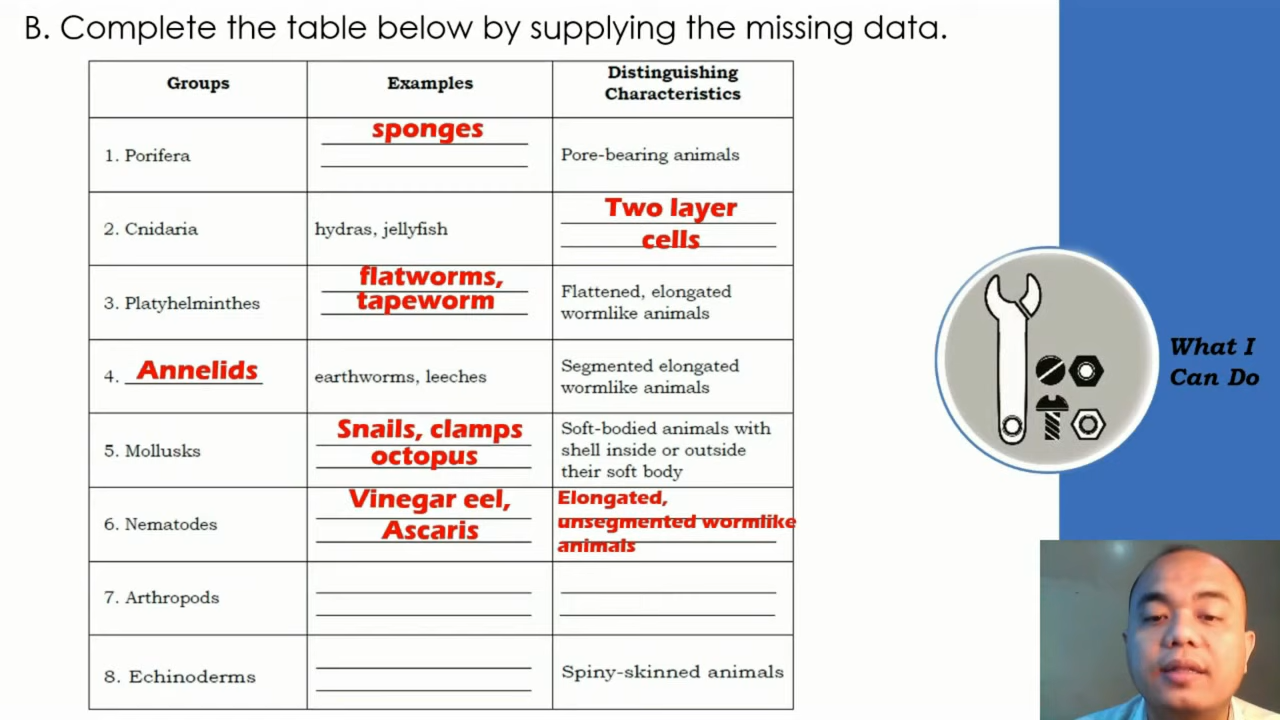 B. Complete the table below by supplying the missing data.
Groups
Examples
Distinguishing
Characteristics
1. Porifera
sponges
Pore-bearing animals
2. Cnidaria
hydras, jellyfish
Two layer
cells
3. Platyhelminthes
flatworms,
tapeworm
Flattened, elongated
wormlike animals
4. Annelids
earthworms, leeches
Segmented elongated
wormlike animals
5. Mollusks
Snails, clamps
octopus
Soft-bodied animals with
shell inside or outside
their soft body
6. Nematodes
Vinegar eel,
Ascaris
Elongated,
unsegmented wormlike
animals
7. Arthropods
8. Echinoderms
Spiny-skinned animals
What I
Can Do